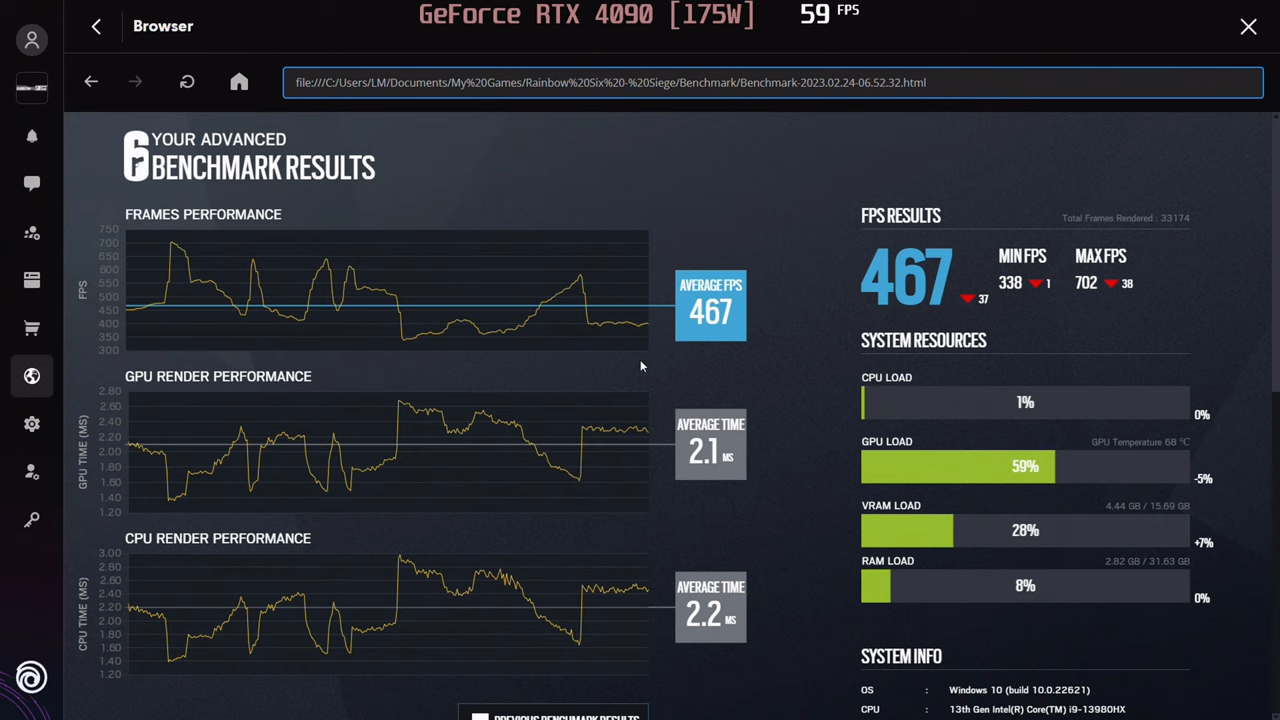 GeForce RTX 4090 [175W] 59 FPS
Browser
file:///C:/Users/LM/Documents/My%20Games/Rainbow%20Six%20-%20Siege/Benchmark/Benchmark-2023.02.24-06.52.32.html
YOUR ADVANCED
BENCHMARK RESULTS
FRAMES PERFORMANCE
FPS
750
700
650
600
550
500
450
400
350
300
AVERAGE FPS
467
GPU RENDER PERFORMANCE
GPU TIME (MS)
2.80
2.60
2.40
2.20
2.00
1.80
1.60
1.40
1.20
AVERAGE TIME
2.1 MS
CPU RENDER PERFORMANCE
CPU TIME (MS)
3.00
2.80
2.60
2.40
2.20
2.00
1.80
1.60
1.40
1.20
AVERAGE TIME
2.2 MS
PREVIOUS BENCHMARK RESULTS
FPS RESULTS
Total Frames Rendered : 33174
467 37
MIN FPS
338 1
MAX FPS
702 38
SYSTEM RESOURCES
CPU LOAD
1%
0%
GPU LOAD
GPU Temperature 68 °C
59%
-5%
VRAM LOAD
4.44 GB / 15.69 GB
28%
+7%
RAM LOAD
2.82 GB / 31.63 GB
8%
0%
SYSTEM INFO
OS : Windows 10 (build 10.0.22621)
CPU : 13th Gen Intel(R) Core(TM) i9-13980HX